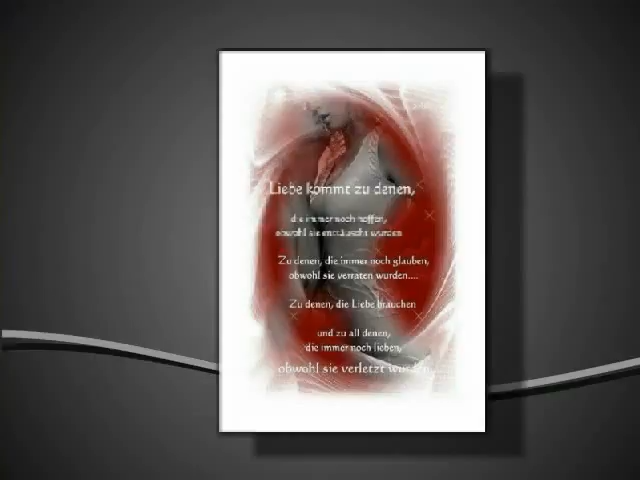 Liebe kommt zu denen,
die immer noch hoffen,
obwohl sie enttäuscht wurden
Zu denen, die immer noch glauben,
obwohl sie verraten wurden....
Zu denen, die Liebe brauchen
und zu all denen,
die immer noch lieben,
obwohl sie verletzt wurden